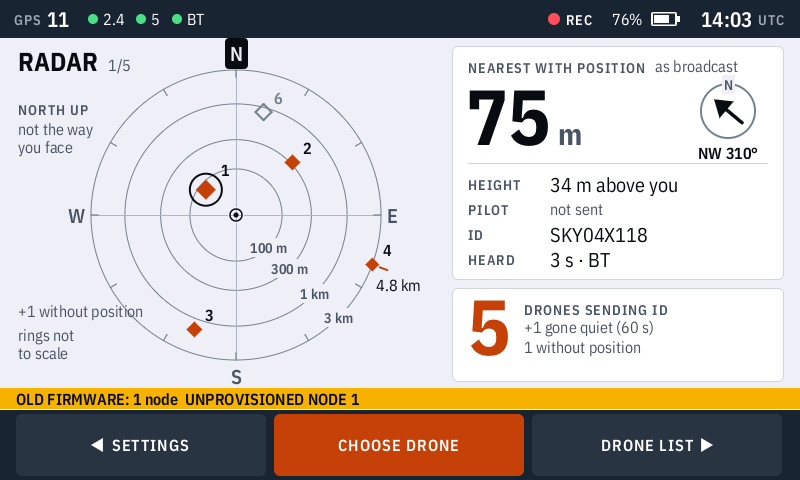 GPS 11 2.4 5 BT REC 76% 14:03 UTC
RADAR 1/5
N
NORTH UP
not the way
you face
6
2
1
W
E
100 m
300 m
1 km
3 km
4
4.8 km
3
+1 without position
rings not
to scale
S
NEAREST WITH POSITION as broadcast
75 m
N
NW 310°
HEIGHT 34 m above you
PILOT not sent
ID SKY04X118
HEARD 3 s · BT
5
DRONES SENDING ID
+1 gone quiet (60 s)
1 without position
OLD FIRMWARE: 1 node UNPROVISIONED NODE 1
◀ SETTINGS
CHOOSE DRONE
DRONE LIST ▶